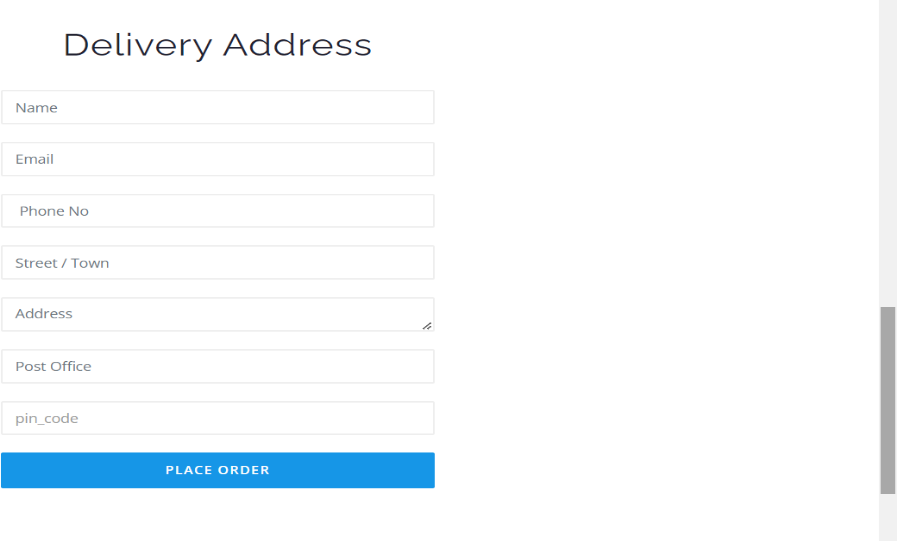 Delivery Address
Name
Email
Phone No
Street / Town
Address
Post Office
pin_code
PLACE ORDER